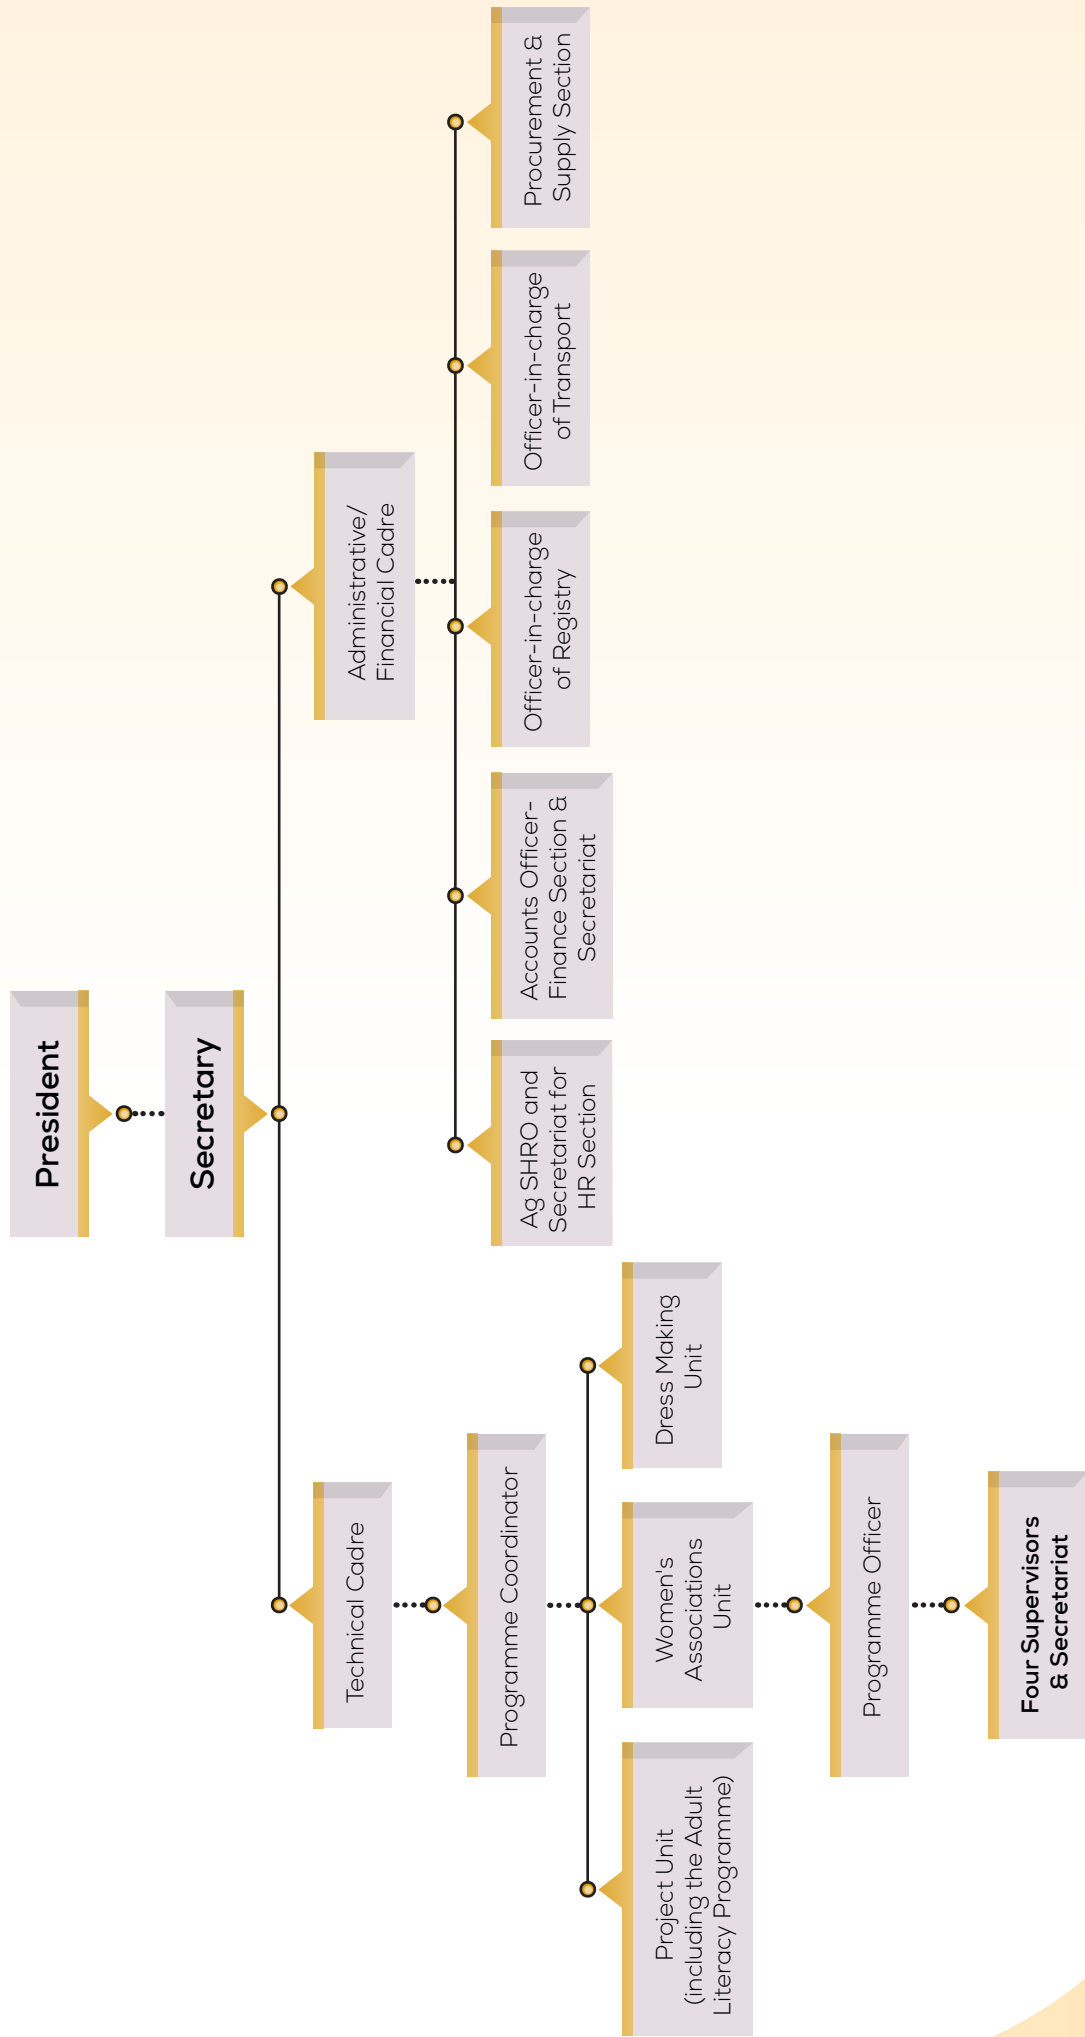 President
Secretary
Technical Cadre
Administrative/
Financial Cadre
Programme Coordinator
Project Unit
(including the Adult
Literacy Programme)
Women's
Associations
Unit
Dress Making
Unit
Programme Officer
Four Supervisors
& Secretariat
Ag SHRO and
Secretariat for
HR Section
Accounts Officer-
Finance Section &
Secretariat
Officer-in-charge
of Registry
Officer-in-charge
of Transport
Procurement &
Supply Section